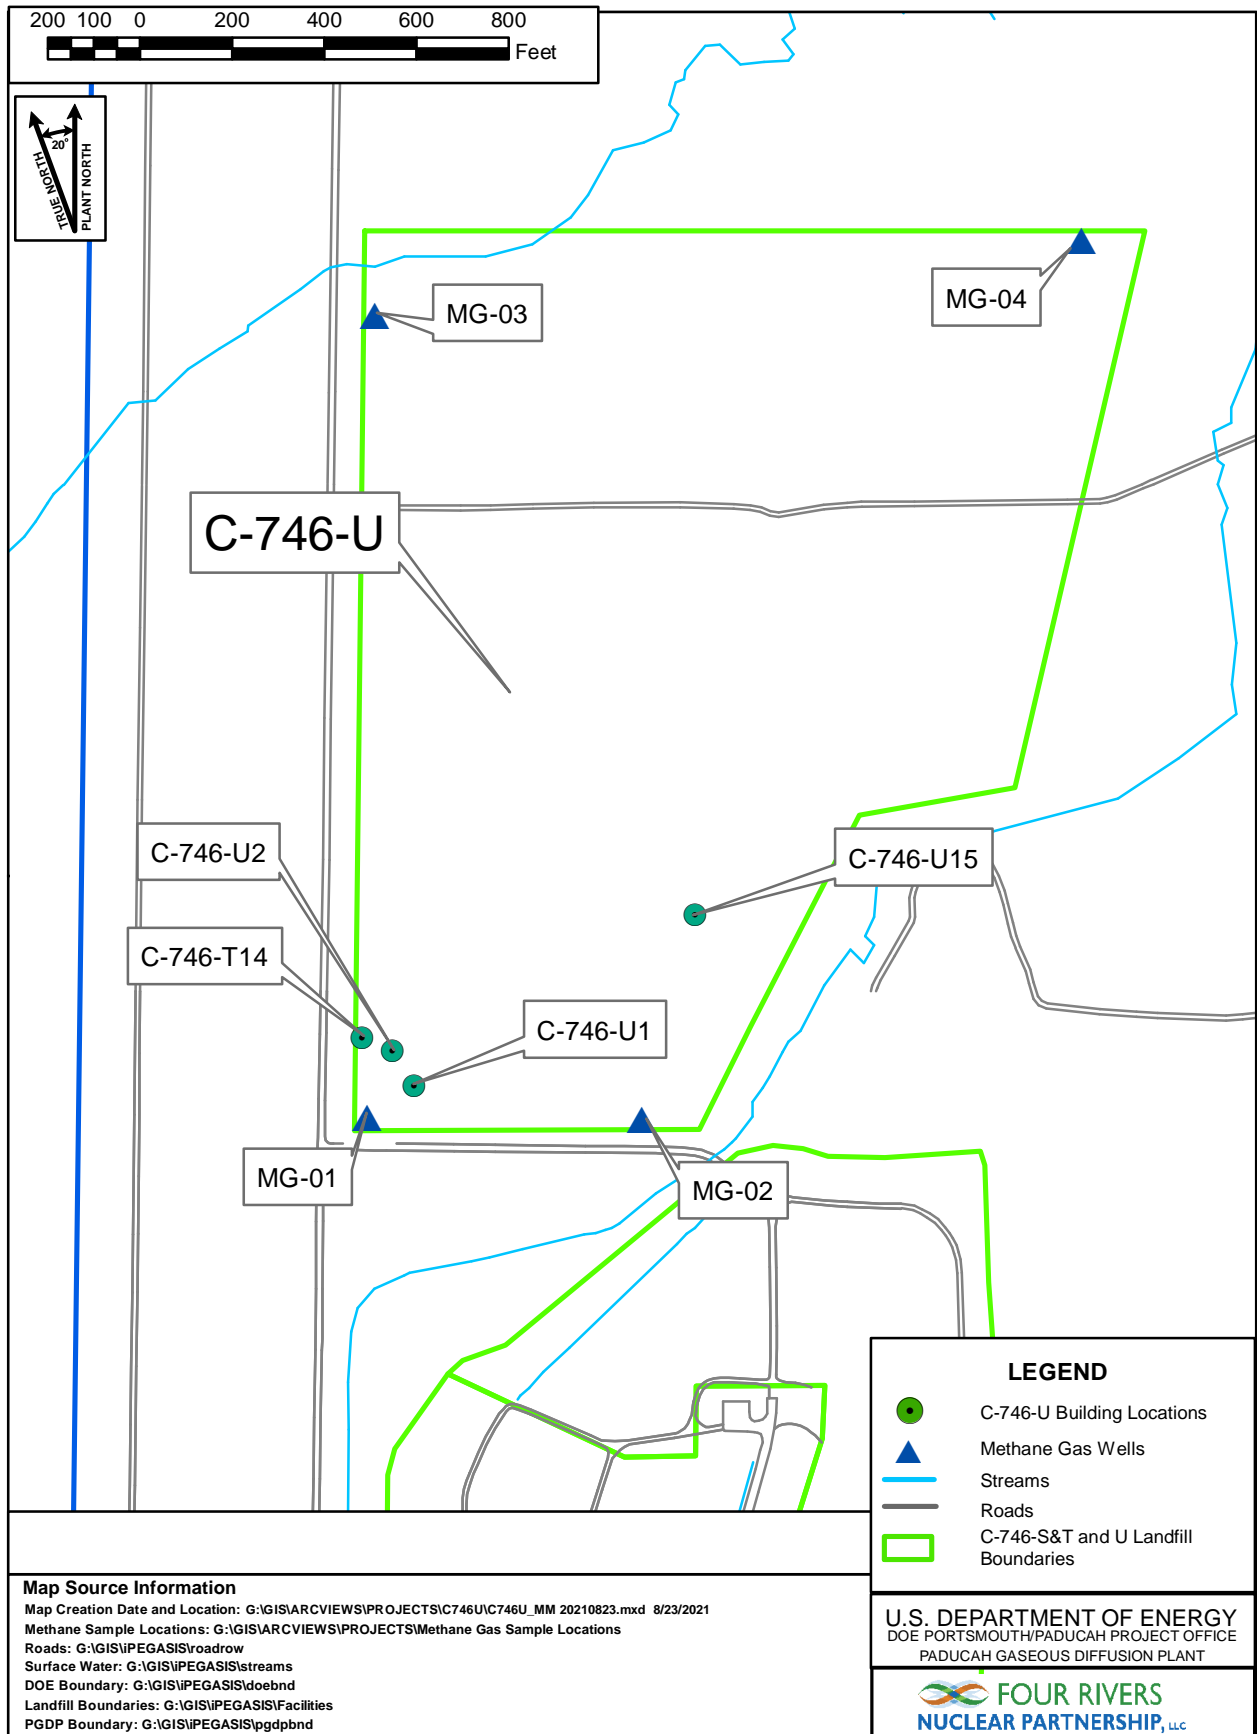 200 100 0 200 400 600 800
Feet
20°
TRUE NORTH
PLANT NORTH
MG-03
MG-04
C-746-U
C-746-U2
C-746-U15
C-746-T14
C-746-U1
MG-01
MG-02
LEGEND
C-746-U Building Locations
Methane Gas Wells
Streams
Roads
C-746-S&T and U Landfill
Boundaries
Map Source Information
Map Creation Date and Location: G:\GIS\ARCVIEWS\PROJECTS\C746U\C746U_MM 20210823.mxd 8/23/2021
Methane Sample Locations: G:\GIS\ARCVIEWS\PROJECTS\Methane Gas Sample Locations
Roads: G:\GIS\iPEGASIS\roadrow
Surface Water: G:\GIS\iPEGASIS\streams
DOE Boundary: G:\GIS\iPEGASIS\doebnd
Landfill Boundaries: G:\GIS\iPEGASIS\Facilities
PGDP Boundary: G:\GIS\iPEGASIS\pgdpbnd
U.S. DEPARTMENT OF ENERGY
DOE PORTSMOUTH/PADUCAH PROJECT OFFICE
PADUCAH GASEOUS DIFFUSION PLANT
FOUR RIVERS
NUCLEAR PARTNERSHIP, LLC